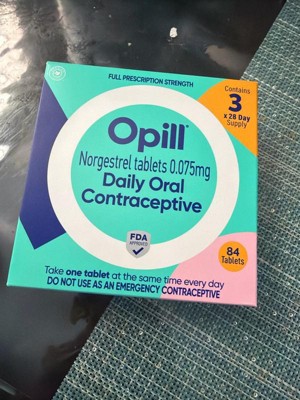 FULL PRESCRIPTION STRENGTH
Contains
3
x 28 Day
Supply
Opill®
Norgestrel tablets 0.075mg
Daily Oral
Contraceptive
FDA
APPROVED
84
Tablets
Take one tablet at the same time every day
DO NOT USE AS AN EMERGENCY CONTRACEPTIVE